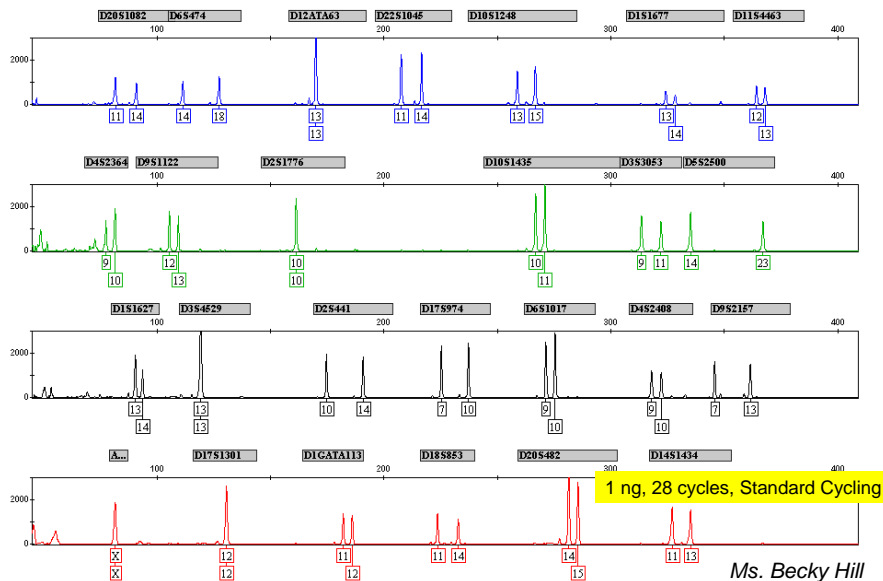 D20S1082 D6S474 D12ATA63 D22S1045 D10S1248 D1S1677 D11S4463
100 200 300 400
2000
0
11 14 14 18 13 11 14 13 15 13 12
13 14 13
D4S2364 D9S1122 D2S1776 D10S1435 D3S3053 D5S2500
100 200 300 400
2000
0
9 12 10 10 9 11 14 23
10 13 10 11
D1S1627 D3S4529 D2S441 D17S974 D6S1017 D4S2408 D9S2157
100 200 300 400
2000
0
13 13 10 14 7 10 9 9 7 13
14 13 10 10
A... D17S1301 D1GATA113 D18S853 D20S482 D14S1434
100 200 300 400
2000
0
1 ng, 28 cycles, Standard Cycling
X 12 11 11 14 14 11 13
X 12 12 15
Ms. Becky Hill